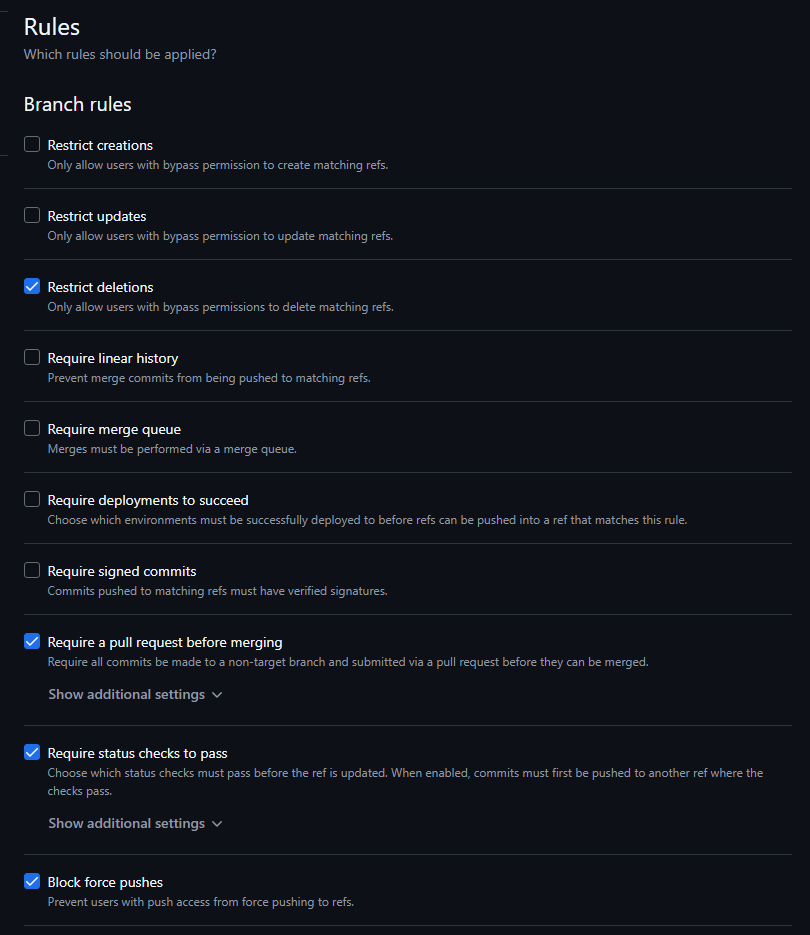 Rules
Which rules should be applied?
Branch rules
Restrict creations
Only allow users with bypass permission to create matching refs.
Restrict updates
Only allow users with bypass permission to update matching refs.
Restrict deletions
Only allow users with bypass permissions to delete matching refs.
Require linear history
Prevent merge commits from being pushed to matching refs.
Require merge queue
Merges must be performed via a merge queue.
Require deployments to succeed
Choose which environments must be successfully deployed to before refs can be pushed into a ref that matches this rule.
Require signed commits
Commits pushed to matching refs must have verified signatures.
Require a pull request before merging
Require all commits be made to a non-target branch and submitted via a pull request before they can be merged.
Show additional settings
Require status checks to pass
Choose which status checks must pass before the ref is updated. When enabled, commits must first be pushed to another ref where the
checks pass.
Show additional settings
Block force pushes
Prevent users with push access from force pushing to refs.